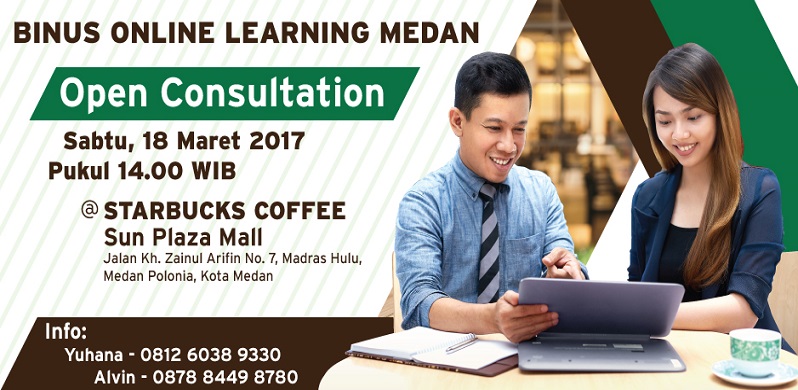 BINUS ONLINE LEARNING MEDAN
Open Consultation
Sabtu, 18 Maret 2017
Pukul 14.00 WIB
@ STARBUCKS COFFEE
Sun Plaza Mall
Jalan Kh. Zainul Arifin No. 7, Madras Hulu,
Medan Polonia, Kota Medan
Info:
Yuhana - 0812 6038 9330
Alvin - 0878 8449 8780